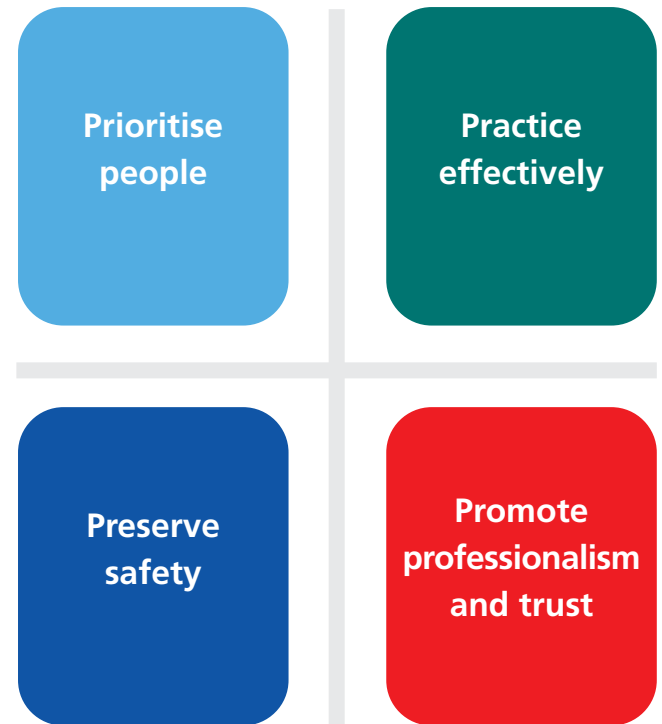 Prioritise
people
Practice
effectively
Preserve
safety
Promote
professionalism
and trust